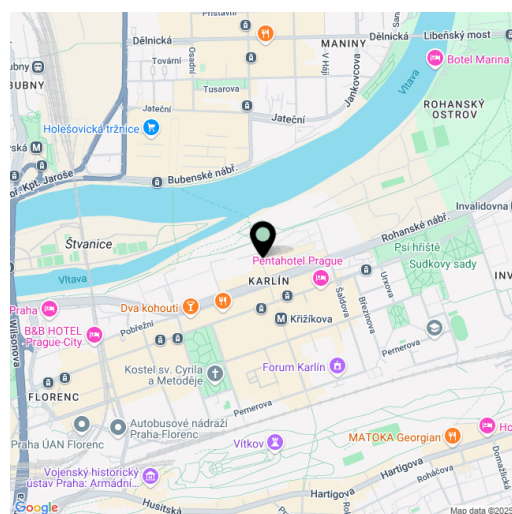 Přístavní
Dělnická
MANINY
Dělnická
Libeňský most
Tovární
Osadní
V Háji
Jankovcova
Botel Marina
BUBNY
Tusarova
Vltava
ROHANSKÝ
OSTROV
Jateční
Jateční
Holešovická tržnice
Kpt. Jaroše
Bubenské nábř.
Rohanské nábř.
Invalidovna
Štvanice
Psí hřiště
Sudkovy sady
Pentahotel Prague
Vltava
KARLÍN
Praha
Dva kohouti
Šaldova
Březinova
Urxova
B&B HOTEL
Prague-City
Pobřežní
Křižíkova
Wilsonova
Pernerova
Kostel sv. Cyrila
a Metoděje
Forum Karlín
FLORENC
Pernerova
Praha ÚAN Florenc
Autobusové nádraží
Praha-Florenc
Vítkov
MATOKA Georgian
Hartigova
Roháčova
Vojenský historický
ústav Praha: Armádní...
Husitská
Hartigova
Google
Map data ©2025